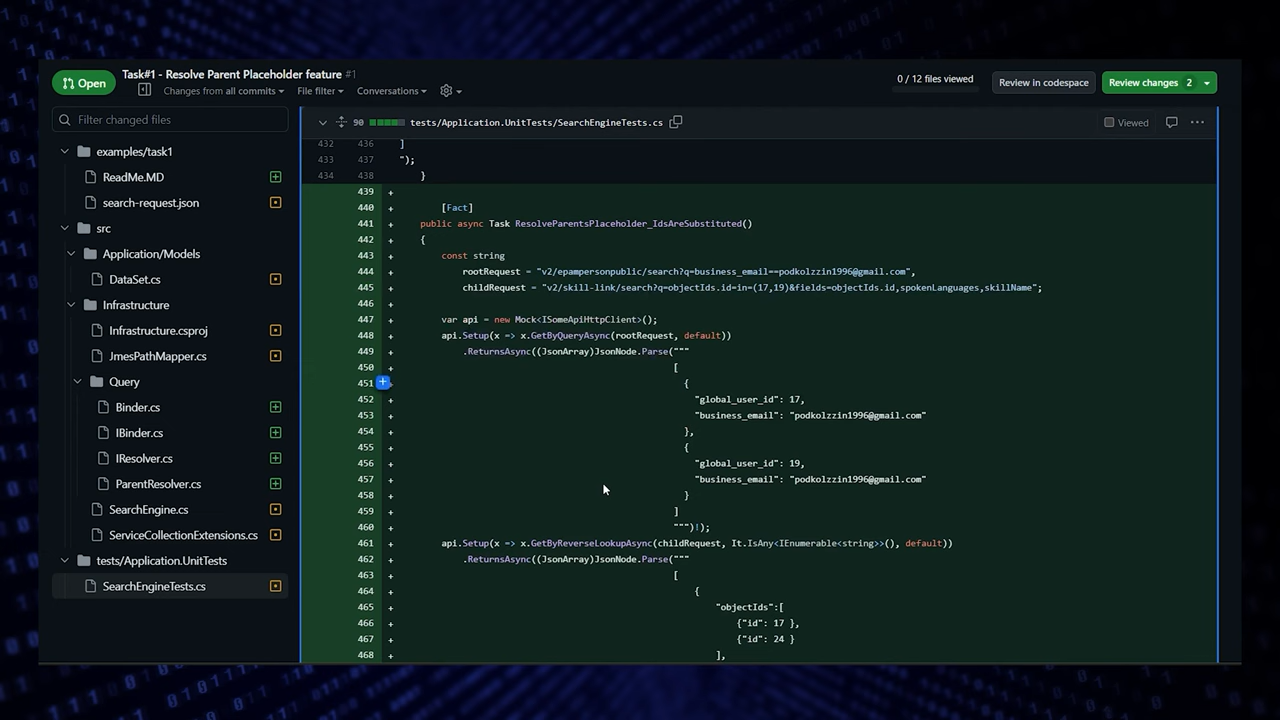 Open
Task#1 - Resolve Parent Placeholder feature #1
Changes from all commits
File filter
Conversations
0 / 12 files viewed
Review in codespace
Review changes 2
Filter changed files
examples/task1
ReadMe.MD
search-request.json
src
Application/Models
DataSet.cs
Infrastructure
Infrastructure.csproj
JmesPathMapper.cs
Query
Binder.cs
IBinder.cs
IResolver.cs
ParentResolver.cs
SearchEngine.cs
ServiceCollectionExtensions.cs
tests/Application.UnitTests
SearchEngineTests.cs
90 tests/Application.UnitTests/SearchEngineTests.cs
Viewed
432 436 ]
433 437 ");
434 438 }
439 +
440 + [Fact]
441 + public async Task ResolveParentsPlaceholder_IdsAreSubstituted()
442 + {
443 + const string
444 + rootRequest = "v2/epampersonpublic/search?q=business_email==podkolzzin1996@gmail.com",
445 + childRequest = "v2/skill-link/search?q=objectIds.id=in=(17,19)&fields=objectIds.id,spokenLanguages,skillName";
446 +
447 + var api = new Mock<ISomeApiHttpClient>();
448 + api.Setup(x => x.GetByQueryAsync(rootRequest, default))
449 + .ReturnsAsync((JsonArray)JsonNode.Parse("""
450 + [
451 + {
452 + "global_user_id": 17,
453 + "business_email": "podkolzzin1996@gmail.com"
454 + },
455 + {
456 + "global_user_id": 19,
457 + "business_email": "podkolzzin1996@gmail.com"
458 + }
459 + ]
460 + """)!);
461 + api.Setup(x => x.GetByReverseLookupAsync(childRequest, It.IsAny<IEnumerable<string>>(), default))
462 + .ReturnsAsync((JsonArray)JsonNode.Parse("""
463 + [
464 + {
465 + "objectIds":[
466 + {"id": 17 },
467 + {"id": 24 }
468 + ],